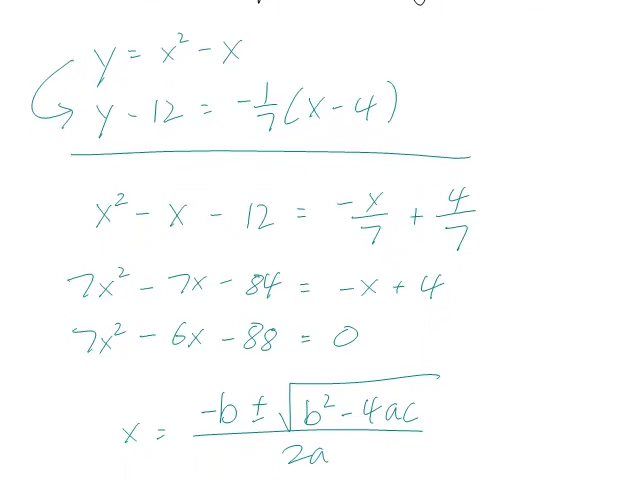 y = x² - x
y - 12 = -1/7 (x - 4)
x² - x - 12 = -x/7 + 4/7
7x² - 7x - 84 = -x + 4
7x² - 6x - 88 = 0
x = (-b ± √(b² - 4ac))/(2a)